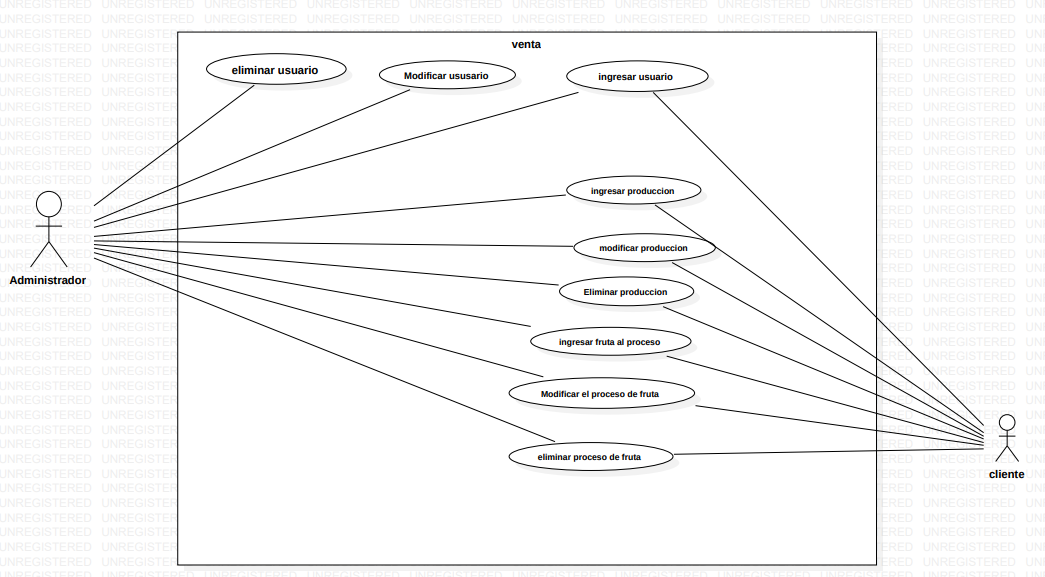 venta
eliminar usuario
Modificar ususario
ingresar usuario
ingresar produccion
modificar produccion
Eliminar produccion
ingresar fruta al proceso
Modificar el proceso de fruta
eliminar proceso de fruta
Administrador
cliente
UNREGISTERED